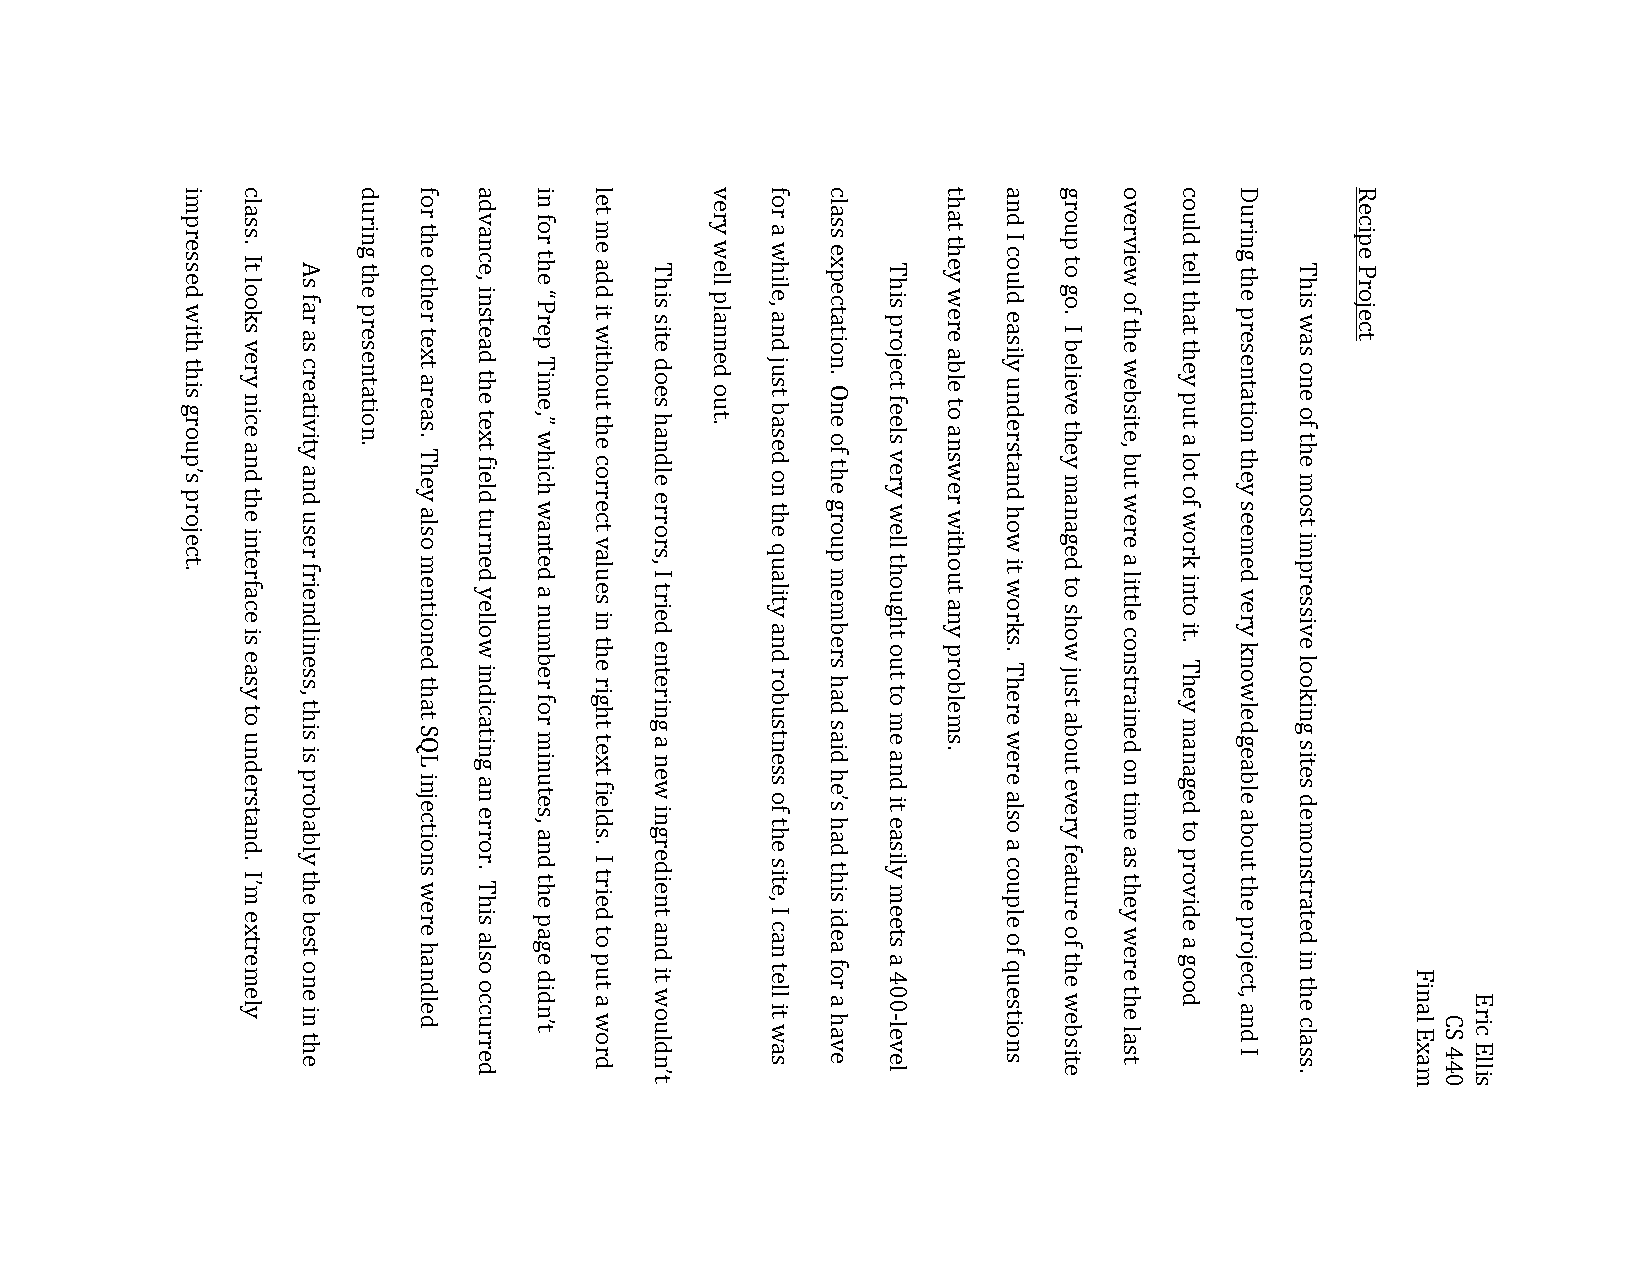 Eric Ellis
CS 440
Final Exam
Recipe Project
This was one of the most impressive looking sites demonstrated in the class.
During the presentation they seemed very knowledgeable about the project, and I
could tell that they put a lot of work into it.  They managed to provide a good
overview of the website, but were a little constrained on time as they were the last
group to go.  I believe they managed to show just about every feature of the website
and I could easily understand how it works.  There were also a couple of questions
that they were able to answer without any problems.
This project feels very well thought out to me and it easily meets a 400-level
class expectation.  One of the group members had said he’s had this idea for a have
for a while, and just based on the quality and robustness of the site, I can tell it was
very well planned out.
This site does handle errors, I tried entering a new ingredient and it wouldn’t
let me add it without the correct values in the right text fields.  I tried to put a word
in for the “Prep Time,” which wanted a number for minutes, and the page didn’t
advance, instead the text field turned yellow indicating an error.  This also occurred
for the other text areas.  They also mentioned that SQL injections were handled
during the presentation.
As far as creativity and user friendliness, this is probably the best one in the
class.  It looks very nice and the interface is easy to understand.  I’m extremely
impressed with this group’s project.